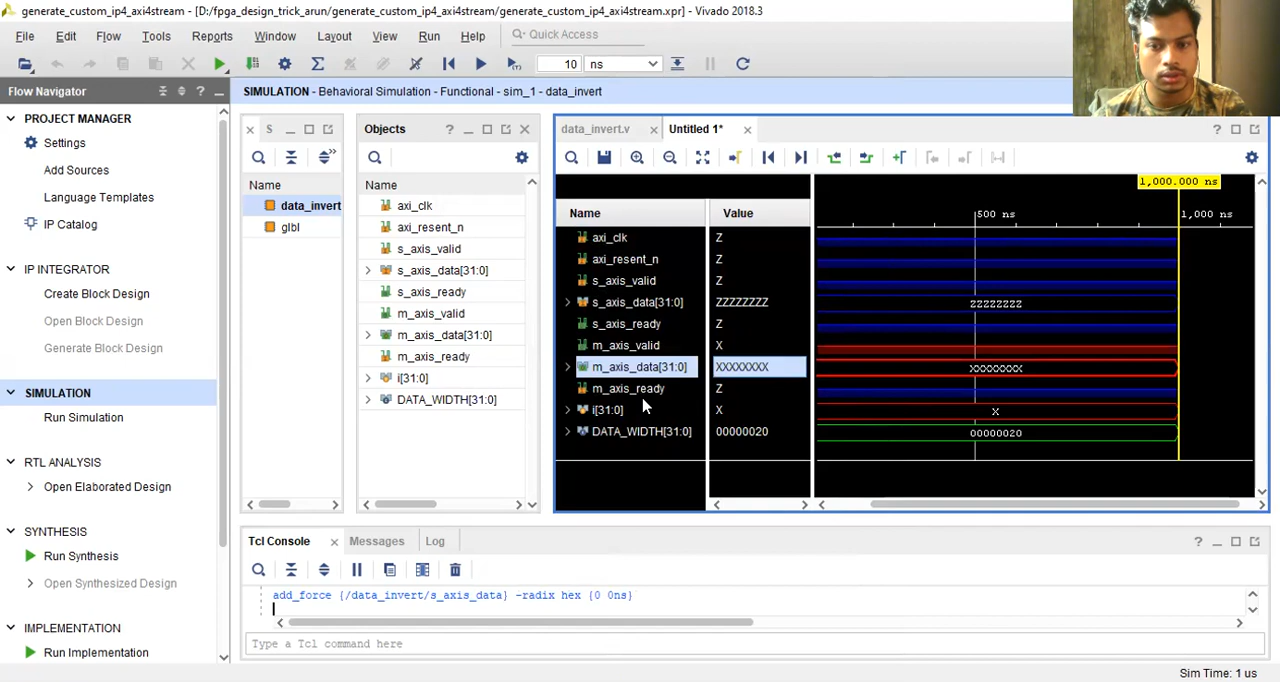 generate_custom_ip4_axi4stream - [D:/fpga_design_trick_arun/generate_custom_ip4_axi4stream/generate_custom_ip4_axi4stream.xpr] - Vivado 2018.3
File Edit Flow Tools Reports Window Layout View Run Help Quick Access
10 ns
Flow Navigator
SIMULATION - Behavioral Simulation - Functional - sim_1 - data_invert
PROJECT MANAGER
Settings
Add Sources
Language Templates
IP Catalog
IP INTEGRATOR
Create Block Design
Open Block Design
Generate Block Design
SIMULATION
Run Simulation
RTL ANALYSIS
Open Elaborated Design
SYNTHESIS
Run Synthesis
Open Synthesized Design
IMPLEMENTATION
Run Implementation
S
Name
data_invert
glbl
Objects
Name
axi_clk
axi_resent_n
s_axis_valid
s_axis_data[31:0]
s_axis_ready
m_axis_valid
m_axis_data[31:0]
m_axis_ready
i[31:0]
DATA_WIDTH[31:0]
data_invert.v Untitled 1*
1,000.000 ns
Name Value 500 ns 1,000 ns
axi_clk Z
axi_resent_n Z
s_axis_valid Z
s_axis_data[31:0] ZZZZZZZZ ZZZZZZZZ
s_axis_ready Z
m_axis_valid X
m_axis_data[31:0] XXXXXXXX XXXXXXXX
m_axis_ready Z
i[31:0] X X
DATA_WIDTH[31:0] 00000020 00000020
Tcl Console Messages Log
add_force {/data_invert/s_axis_data} -radix hex {0 0ns}
Type a Tcl command here
Sim Time: 1 us